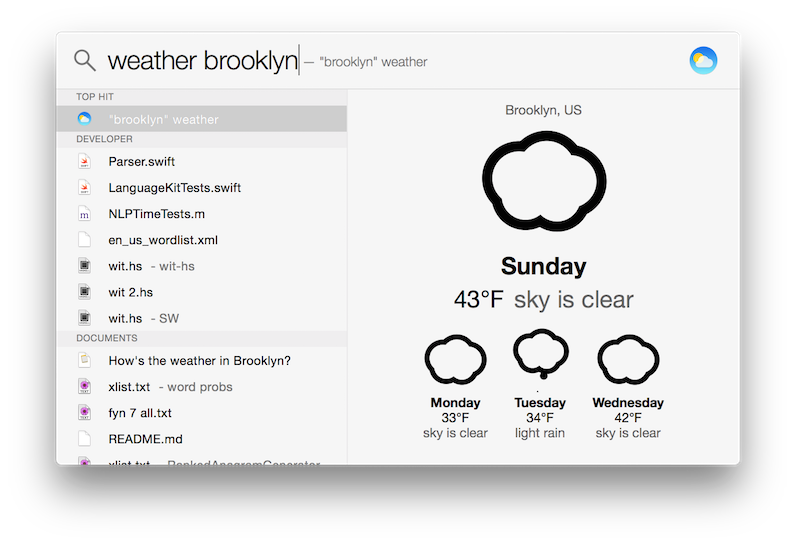 weather brooklyn — "brooklyn" weather
TOP HIT
"brooklyn" weather
DEVELOPER
Parser.swift
LanguageKitTests.swift
NLPTimeTests.m
en_us_wordlist.xml
wit.hs - wit-hs
wit 2.hs
wit.hs - SW
DOCUMENTS
How's the weather in Brooklyn?
xlist.txt - word probs
fyn 7 all.txt
README.md
xlist.txt - RankedAnagramGenerator
Brooklyn, US
Sunday
43°F sky is clear
Monday
33°F
sky is clear
Tuesday
34°F
light rain
Wednesday
42°F
sky is clear